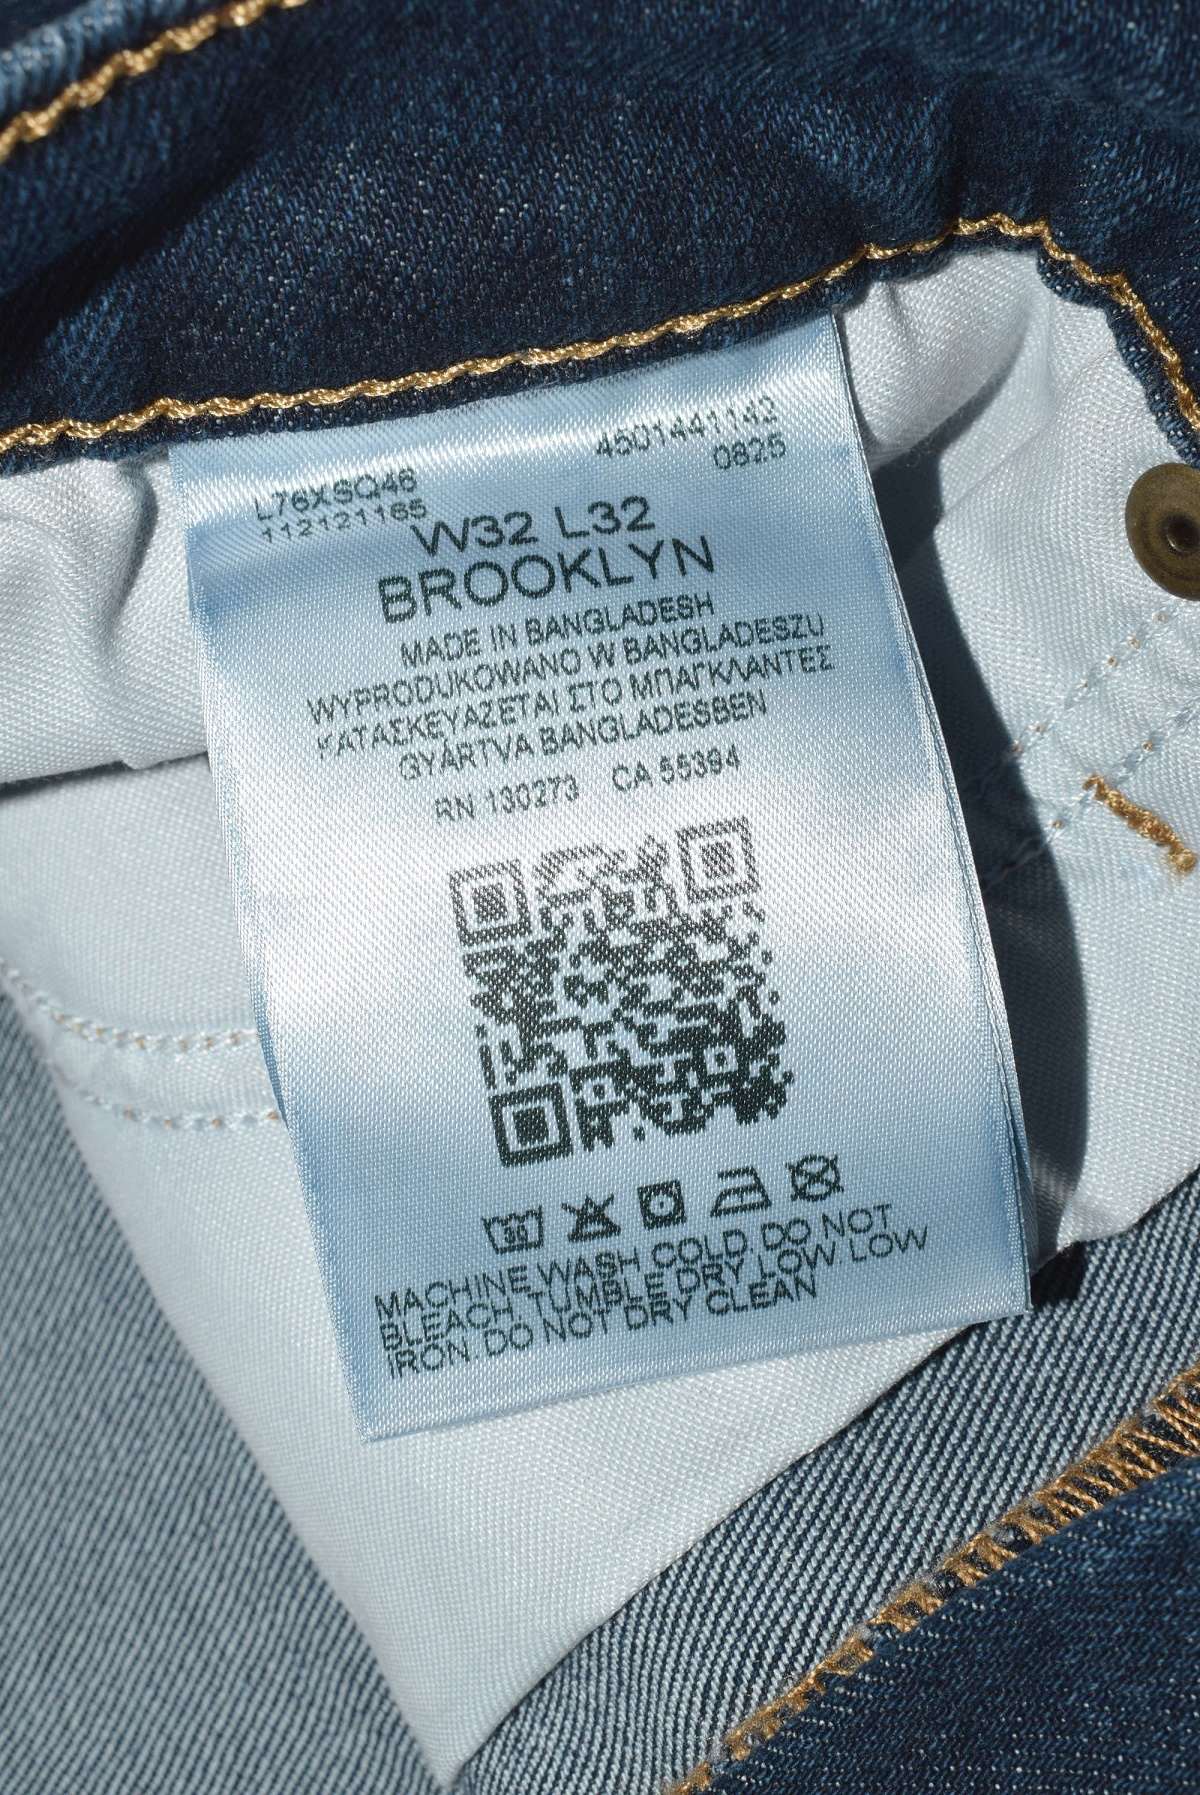 4501441142
0825
L76XSQ46
112121165
W32 L32
BROOKLYN
MADE IN BANGLADESH
WYPRODUKOWANO W BANGLADESZU
ΚΑΤΑΣΚΕΥΑΖΕΤΑΙ ΣΤΟ ΜΠΑΓΚΛΑΝΤΕΣ
GYÁRTVA BANGLADESBEN
RN 130273 CA 55394
30
MACHINE WASH COLD. DO NOT
BLEACH. TUMBLE DRY LOW. LOW
IRON. DO NOT DRY CLEAN